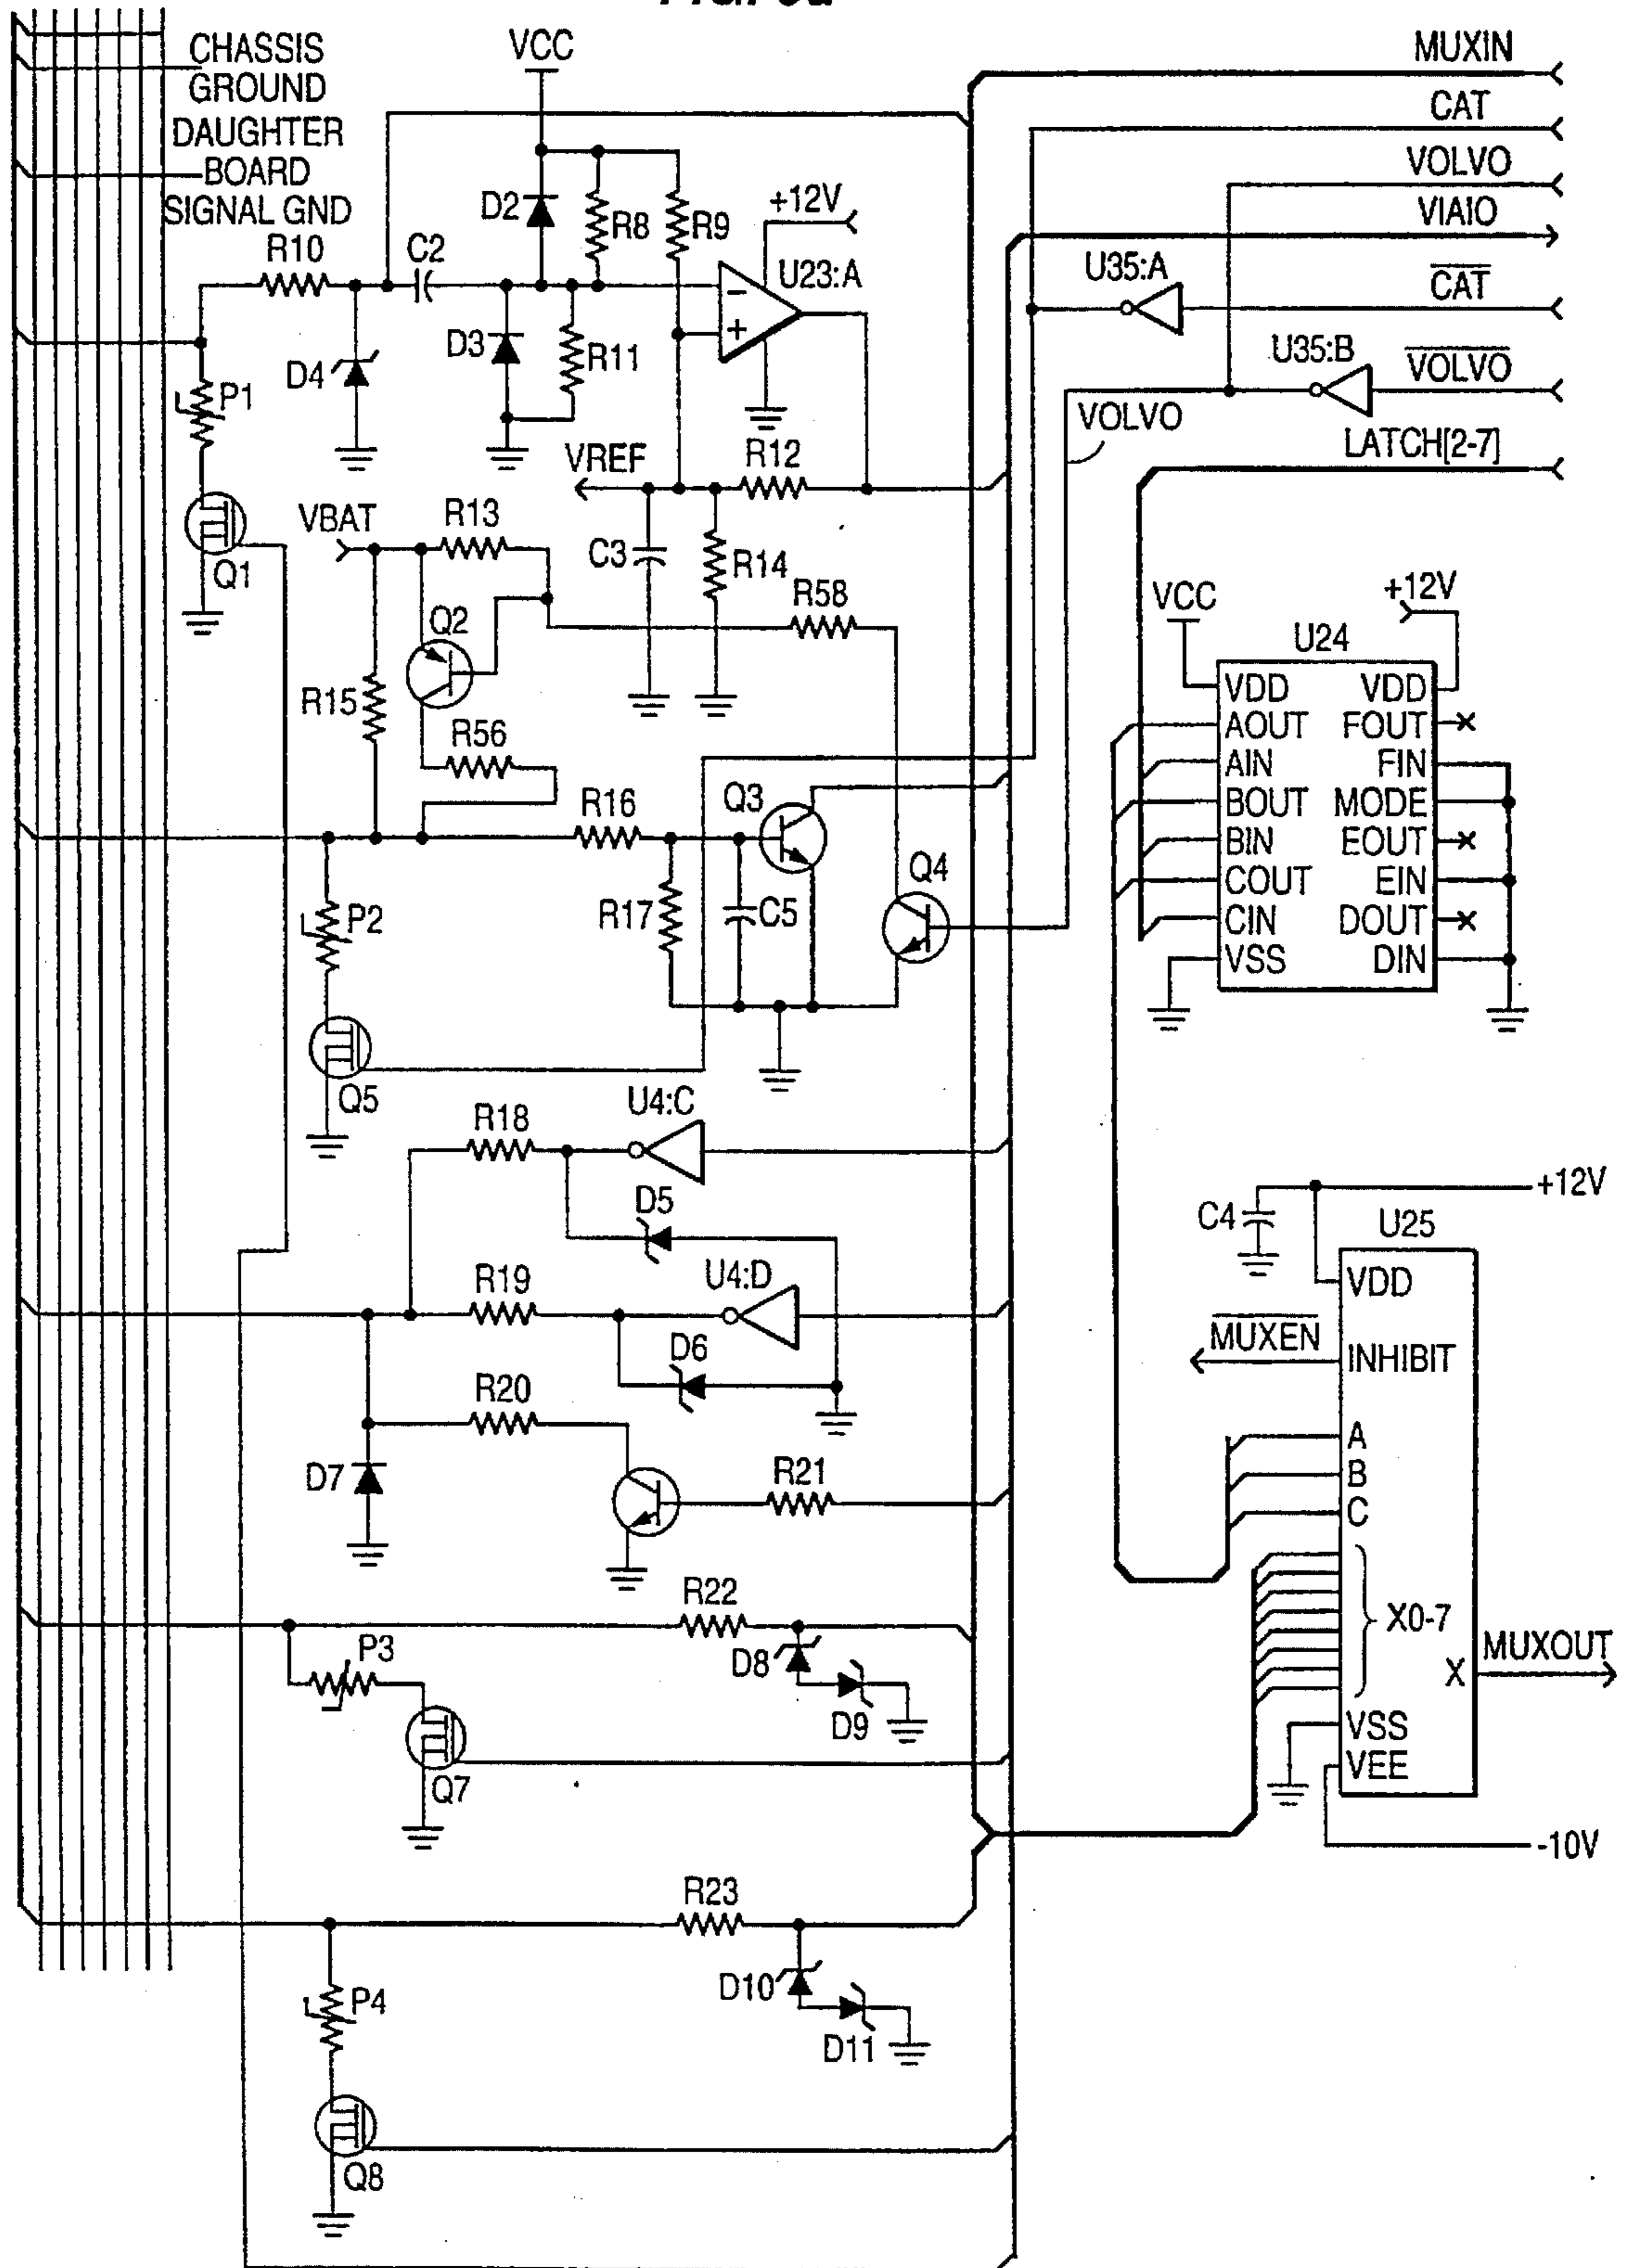 CHASSIS
GROUND
DAUGHTER
BOARD
SIGNAL GND
VCC
MUXIN
CAT
VOLVO
VIAIO
CAT
VOLVO
LATCH[2-7]
D2
R8
R9
+12V
U23:A
U35:A
U35:B
R10
C2
D4
D3
R11
P1
VREF
R12
VOLVO
Q1
VBAT
R13
C3
R14
R58
Q2
R15
R56
VCC
+12V
U24
VDD VDD
AOUT FOUT
AIN FIN
BOUT MODE
BIN EOUT
COUT EIN
CIN DOUT
VSS DIN
R16
Q3
R17
C5
Q4
P2
Q5
R18
U4:C
D5
R19
U4:D
D6
R20
D7
R21
+12V
C4
U25
VDD
MUXEN
INHIBIT
A
B
C
X0-7
X
MUXOUT
VSS
VEE
-10V
R22
P3
D8
D9
Q7
R23
D10
D11
P4
Q8